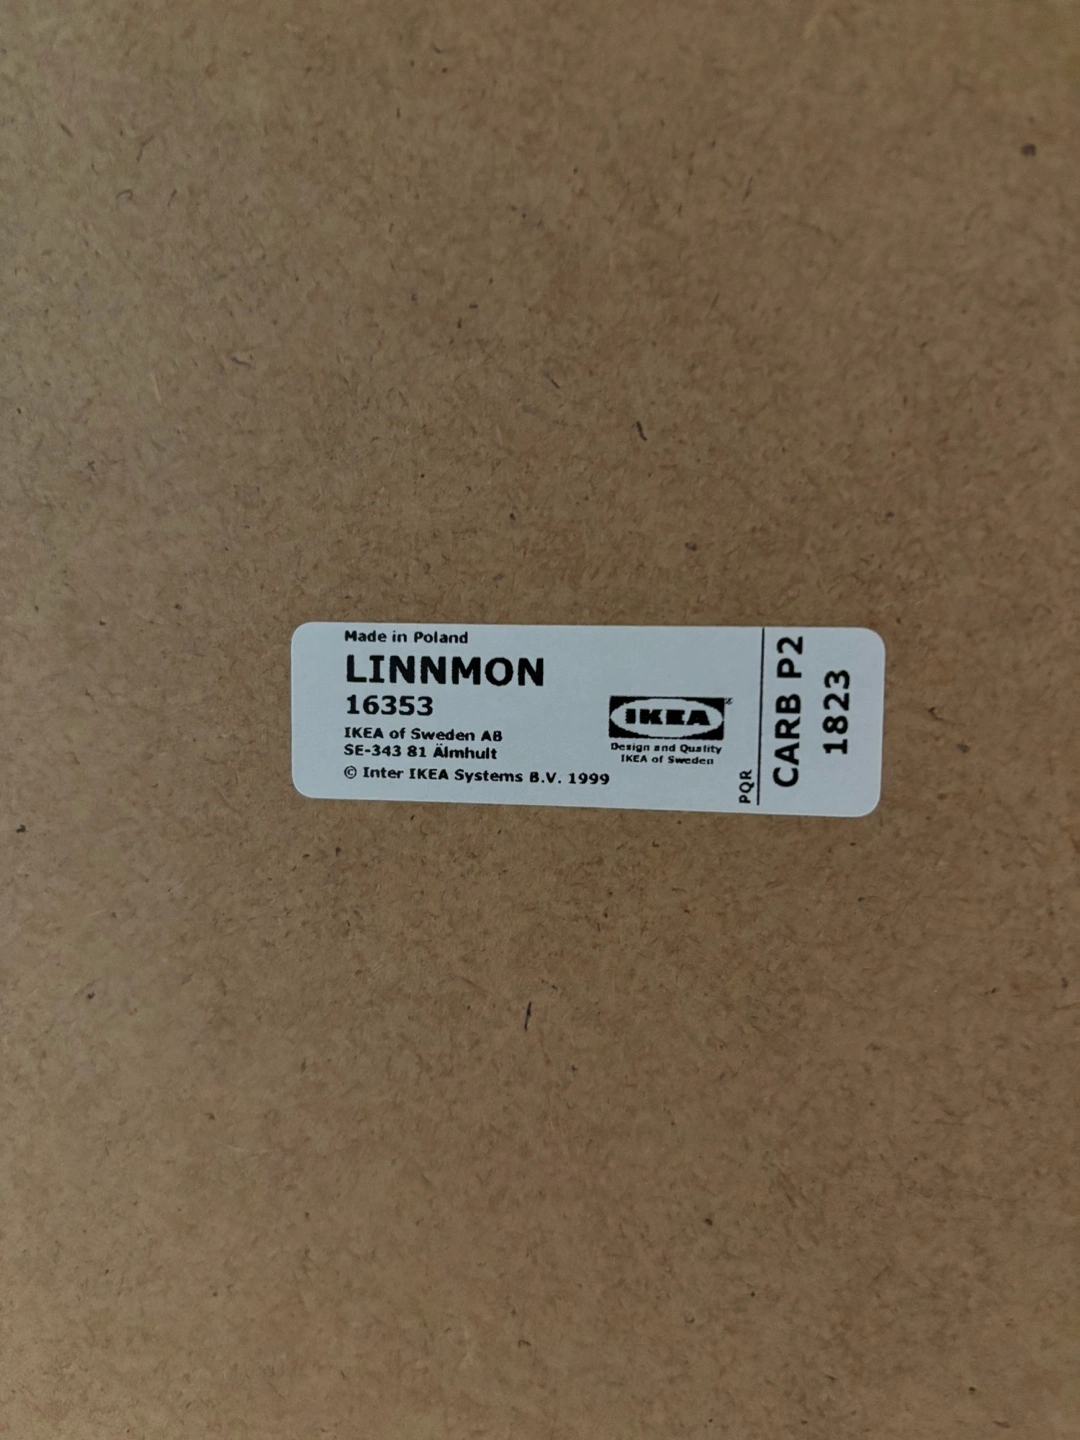 Made in Poland
LINNMON
16353
IKEA of Sweden AB
SE-343 81 Älmhult
© Inter IKEA Systems B.V. 1999
IKEA®
Design and Quality
IKEA of Sweden
PQR
CARB P2
1823